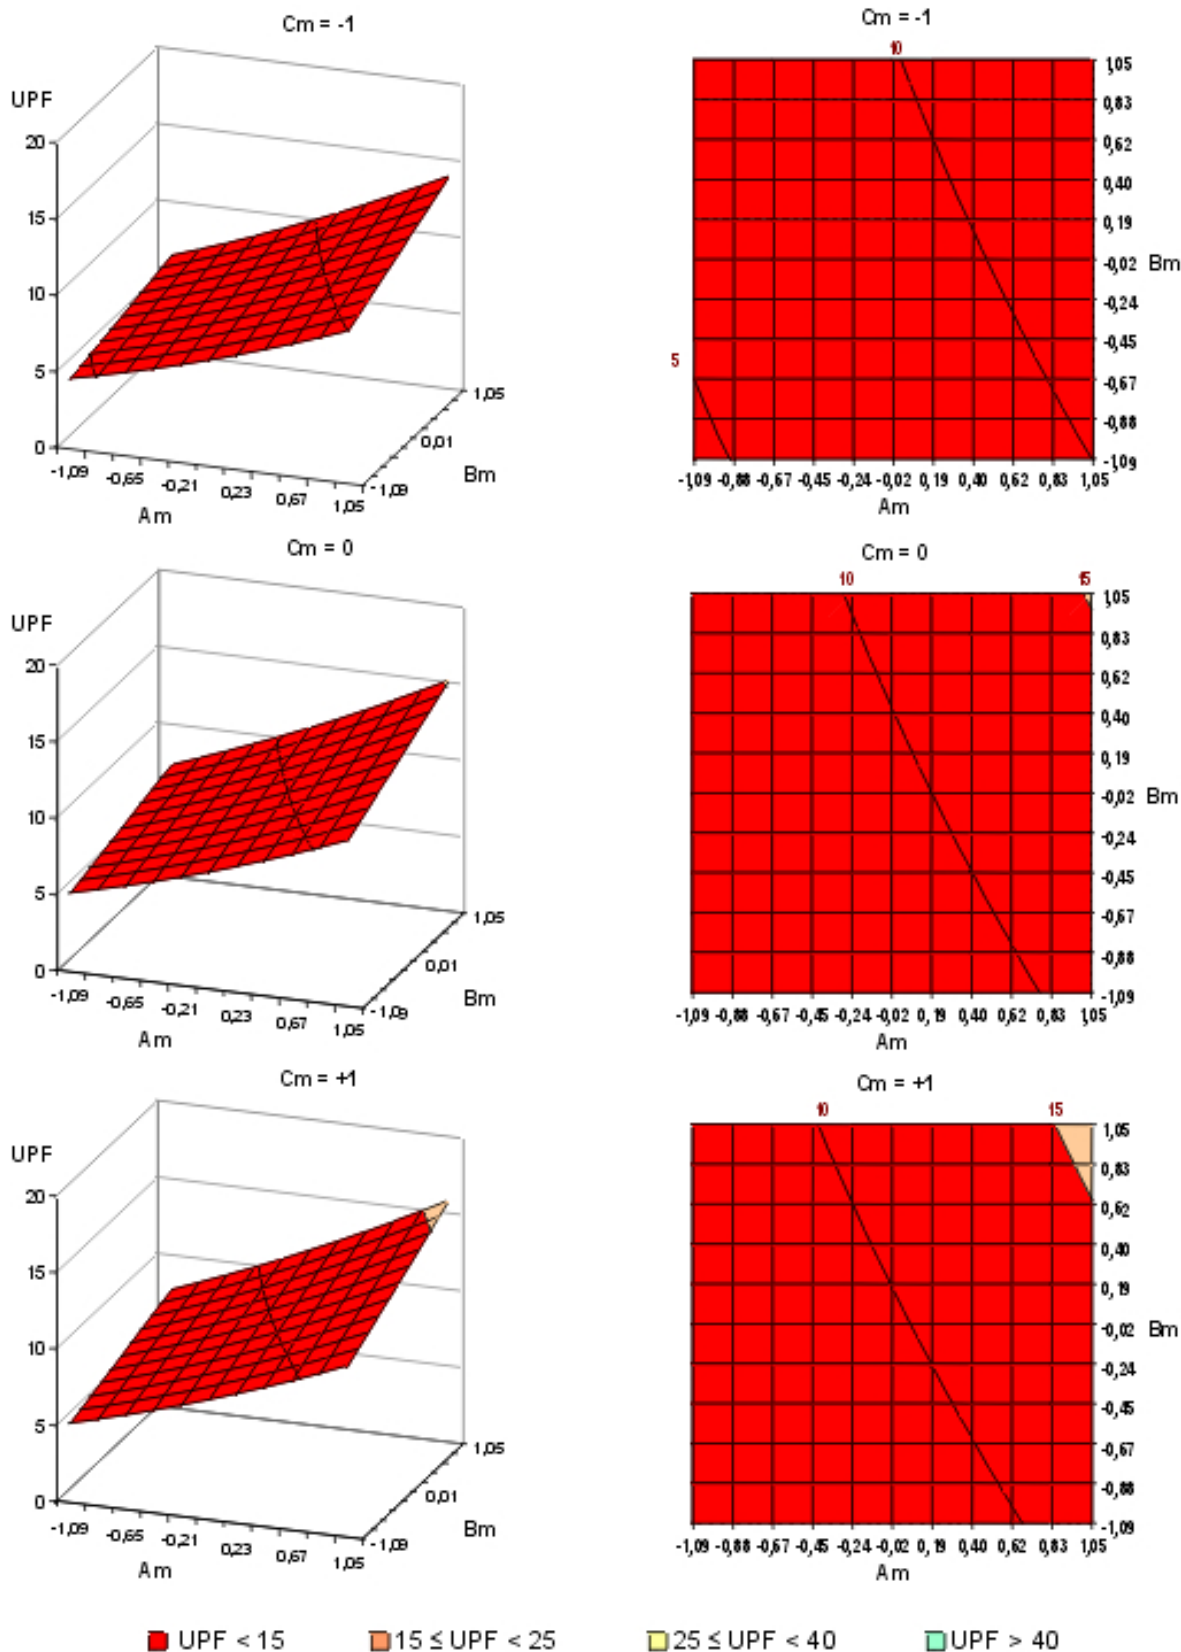 Cm = -1
UPF
20
15
10
5
0
-1,09 -0,65 -0,21 0,23 0,67 1,05
Am
-1,09 0,01 1,05
Bm
Cm = -1
10
5
1,05
0,83
0,62
0,40
0,19
-0,02 Bm
-0,24
-0,45
-0,67
-0,88
-1,09
-1,09 -0,88 -0,67 -0,45 -0,24 -0,02 0,19 0,40 0,62 0,83 1,05
Am
Cm = 0
UPF
20
15
10
5
0
-1,09 -0,65 -0,21 0,23 0,67 1,05
Am
-1,09 0,01 1,05
Bm
Cm = 0
10 15
1,05
0,83
0,62
0,40
0,19
-0,02 Bm
-0,24
-0,45
-0,67
-0,88
-1,09
-1,09 -0,88 -0,67 -0,45 -0,24 -0,02 0,19 0,40 0,62 0,83 1,05
Am
Cm = +1
UPF
20
15
10
5
0
-1,09 -0,65 -0,21 0,23 0,67 1,05
Am
-1,09 0,01 1,05
Bm
Cm = +1
10 15
1,05
0,83
0,62
0,40
0,19
-0,02 Bm
-0,24
-0,45
-0,67
-0,88
-1,09
-1,09 -0,88 -0,67 -0,45 -0,24 -0,02 0,19 0,40 0,62 0,83 1,05
Am
UPF < 15 15 ≤ UPF < 25 25 ≤ UPF < 40 UPF > 40